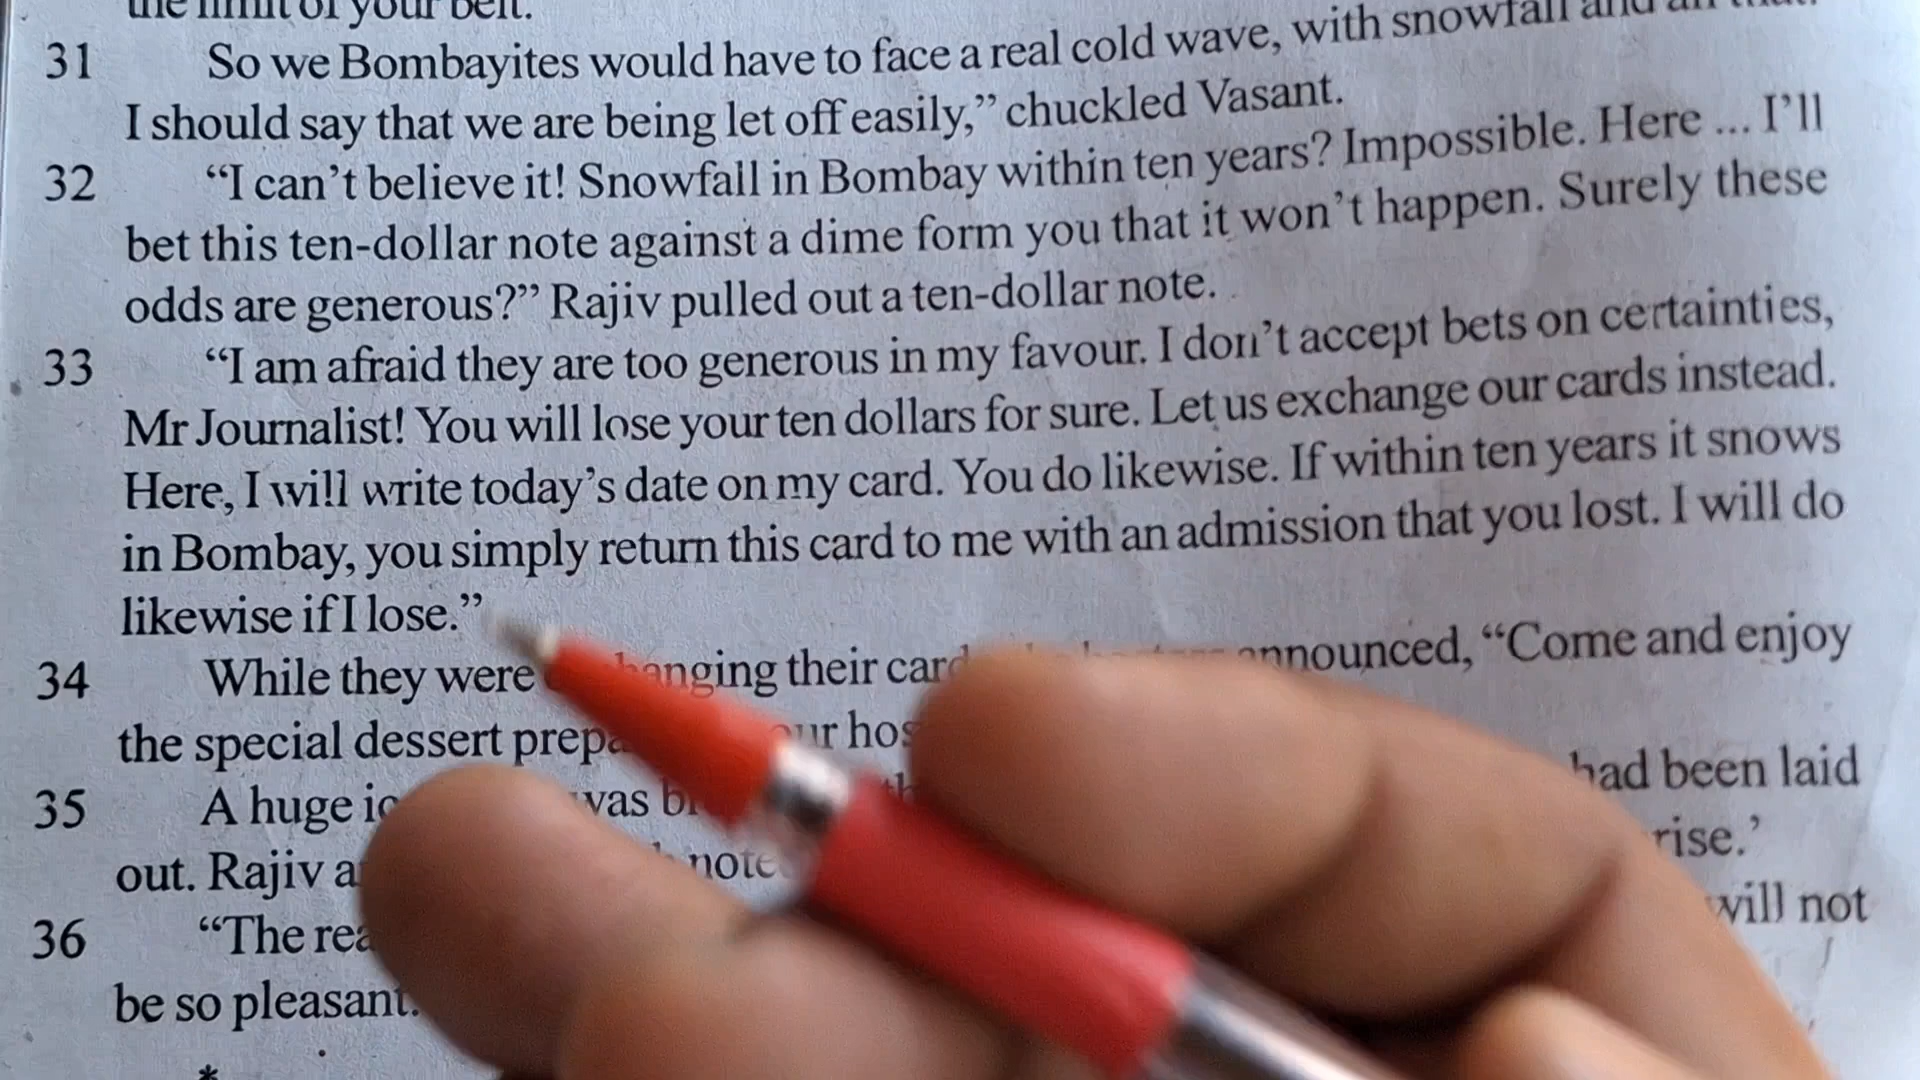 the limit of your belt.
31 So we Bombayites would have to face a real cold wave, with snowfall and all that.
I should say that we are being let off easily,” chuckled Vasant.
32 “I can’t believe it! Snowfall in Bombay within ten years? Impossible. Here ... I’ll
bet this ten-dollar note against a dime form you that it won’t happen. Surely these
odds are generous?” Rajiv pulled out a ten-dollar note.
33 “I am afraid they are too generous in my favour. I don’t accept bets on certainties,
Mr Journalist! You will lose your ten dollars for sure. Let us exchange our cards instead.
Here, I will write today’s date on my card. You do likewise. If within ten years it snows
in Bombay, you simply return this card to me with an admission that you lost. I will do
likewise if I lose.”
34 While they were their announced, “Come and enjoy
the special dessert
35 A huge was had been laid
out. Rajiv
36 “The will not
be so pleasant.
*